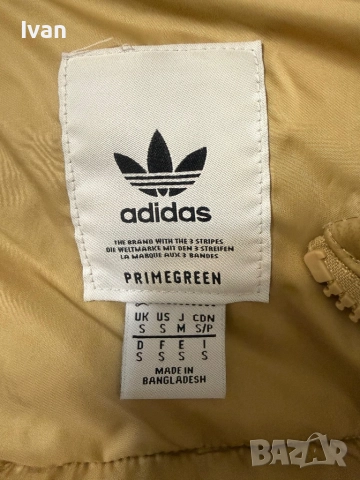 Ivan
adidas
THE BRAND WITH THE 3 STRIPES
DIE WELTMARKE MIT DEN 3 STREIFEN
LA MARQUE AUX 3 BANDES
PRIMEGREEN
UK US J CDN
S S M S/P
D F E I
S S S S
MADE IN
BANGLADESH
BAZAR